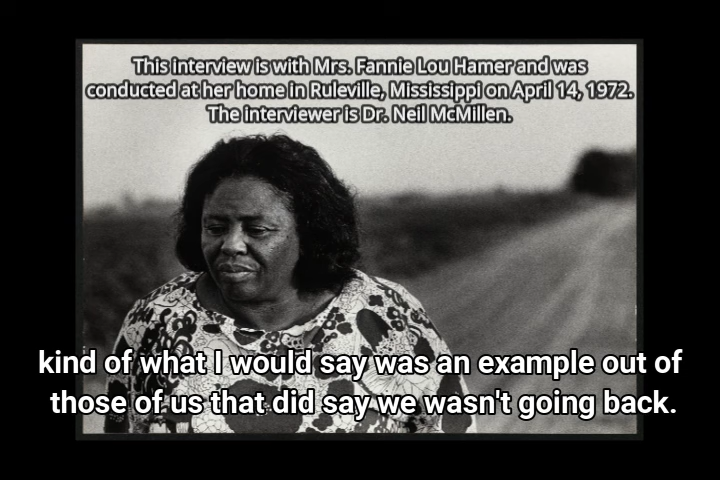 This interview is with Mrs. Fannie Lou Hamer and was
conducted at her home in Ruleville, Mississippi on April 14, 1972.
The interviewer is Dr. Neil McMillen.
kind of what I would say was an example out of
those of us that did say we wasn't going back.